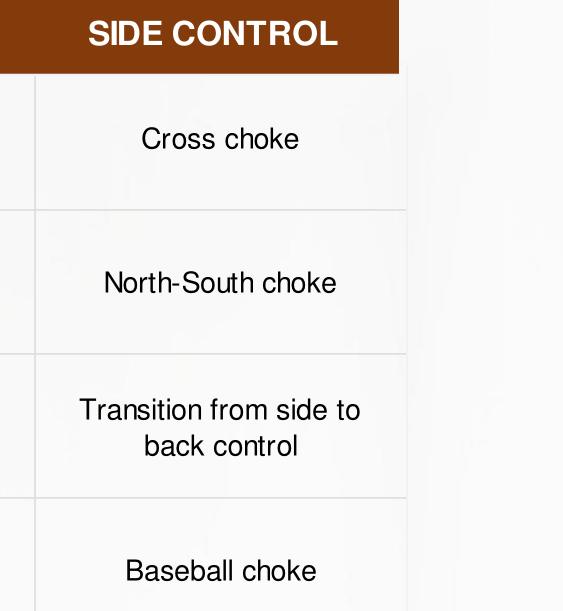 SIDE CONTROL
Cross choke
North-South choke
Transition from side to
back control
Baseball choke